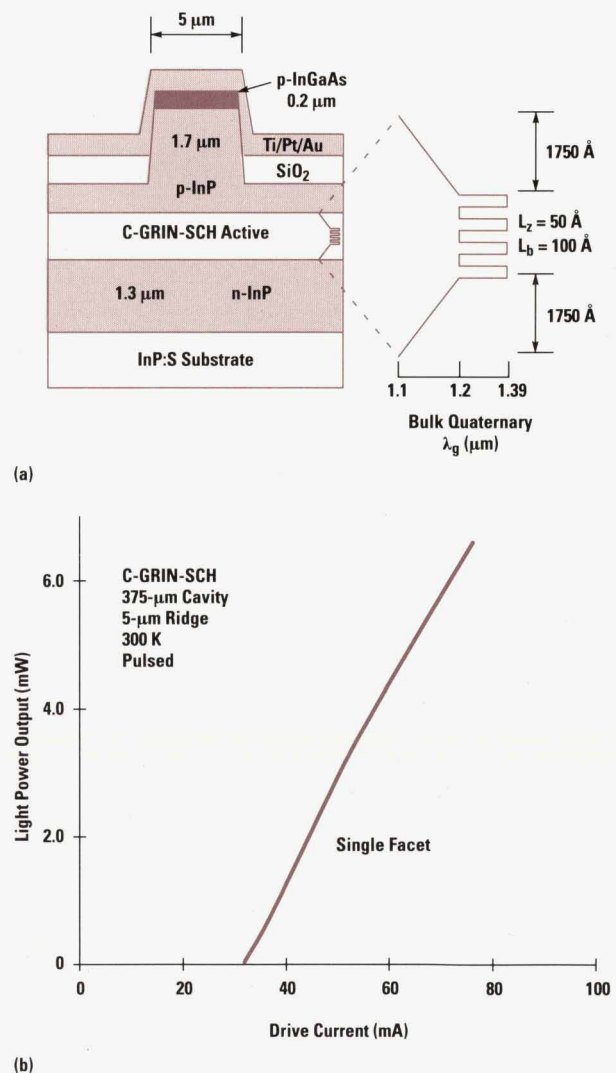 5 μm
p-InGaAs
0.2 μm
1.7 μm
Ti/Pt/Au
SiO2
p-InP
C-GRIN-SCH Active
1.3 μm n-InP
InP:S Substrate
1750 Å
Lz = 50 Å
Lb = 100 Å
1750 Å
1.1 1.2 1.39
Bulk Quaternary
λg (μm)
(a)
C-GRIN-SCH
375-μm Cavity
5-μm Ridge
300 K
Pulsed
6.0
4.0
2.0
0
Light Power Output (mW)
Single Facet
0 20 40 60 80 100
Drive Current (mA)
(b)